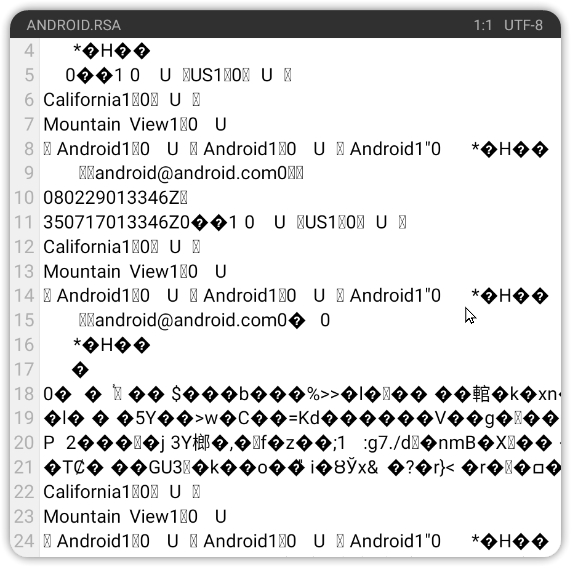 ANDROID.RSA 1:1 UTF-8
4 *�H��
5 0��1 0 U US10 U
6 California10 U
7 Mountain View10 U
8 Android10 U Android10 U Android1"0 *�H��
9 android@android.com0
10 080229013346Z
11 350717013346Z0��1 0 U US10 U
12 California10 U
13 Mountain View10 U
14 Android10 U Android10 U Android1"0 *�H��
15 android@android.com0� 0
16 *�H��
17 �
18 0� � �� $���b���%>>�I� �� ��輨�k�xn
19 �I� � �5Y��>w�C��=Kd������V��g� ��
20 P 2��� �j 3Y榔�,� f�z��;1 :g7./d �nmB�X ��
21 �TȻ� ��GU3 �k��o�� i�ȣЎx& �?�r}< �r� �
22 California10 U
23 Mountain View10 U
24 Android10 U Android10 U Android1"0 *�H��